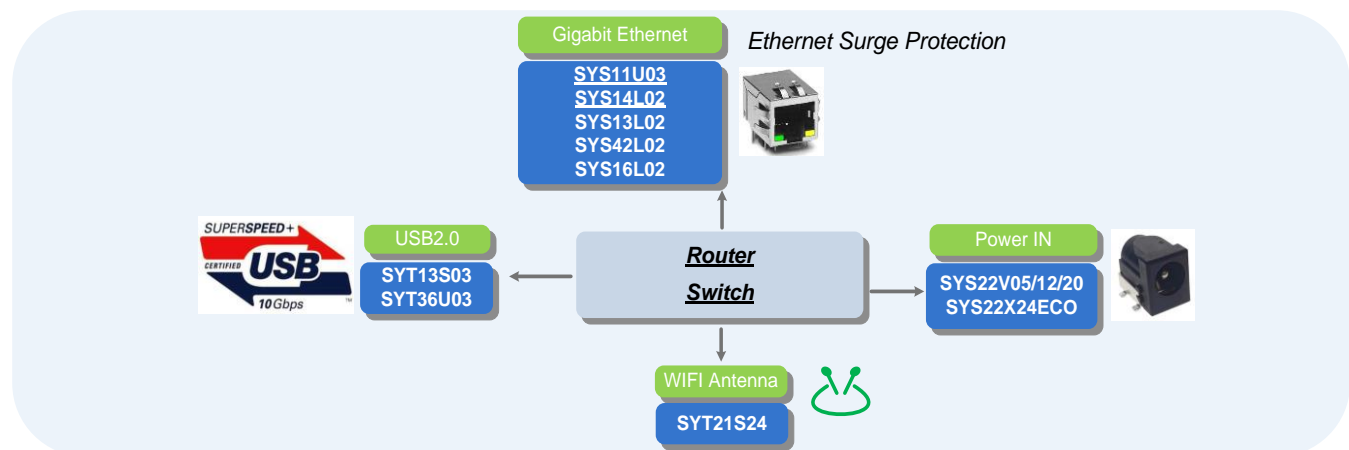 Gigabit Ethernet
Ethernet Surge Protection
SYS11U03
SYS14L02
SYS13L02
SYS42L02
SYS16L02
SUPERSPEED+
CERTIFIED
USB
10Gbps
TM
USB2.0
SYT13S03
SYT36U03
Router
Switch
Power IN
SYS22V05/12/20
SYS22X24ECO
WIFI Antenna
SYT21S24